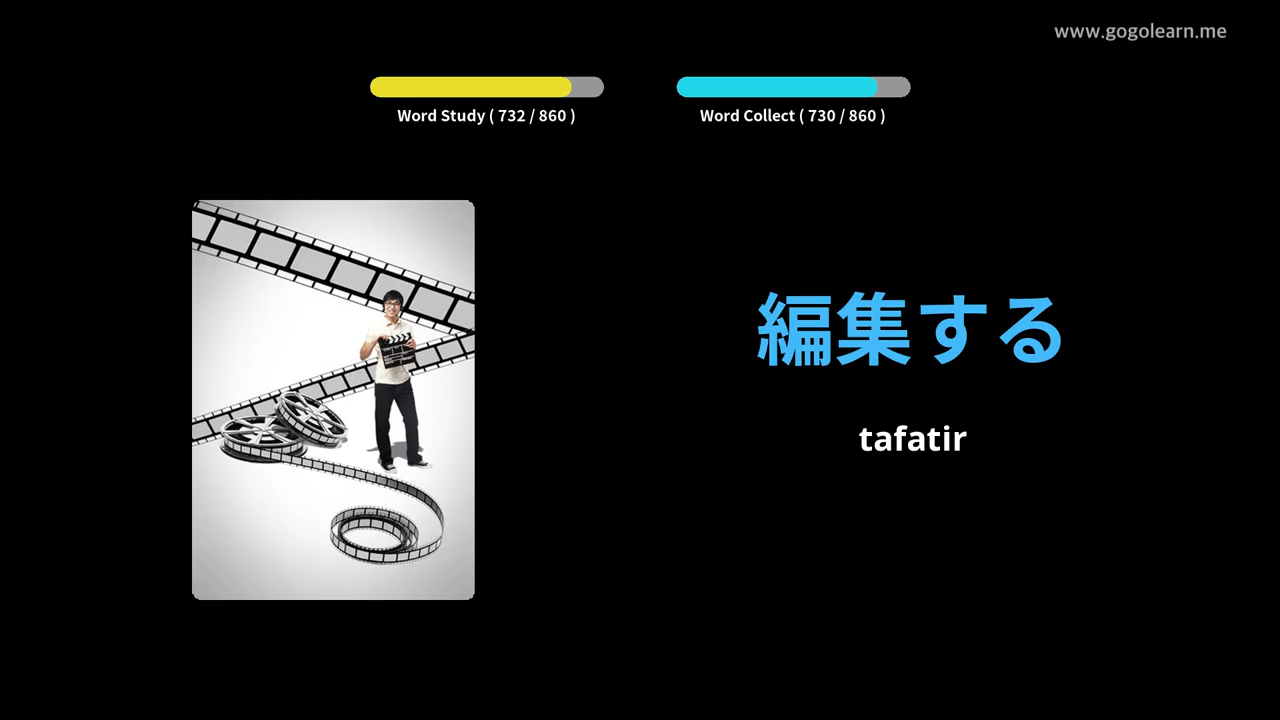 www.gogolearn.me
Word Study ( 732 / 860 )
Word Collect ( 730 / 860 )
編集する
tafatir